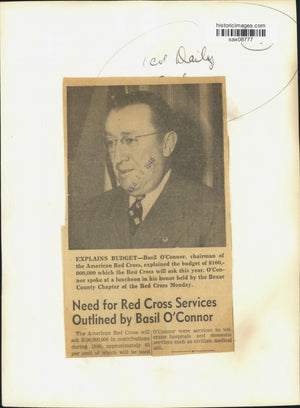 historicimages.com
saw08777
Daily
1946
EXPLAINS BUDGET—Basil O'Connor, chairman of
the American Red Cross, explained the budget of $100,-
000,000 which the Red Cross will ask this year. O'Con-
nor spoke at a luncheon in his honor held by the Bexar
County Chapter of the Red Cross Monday.
Need for Red Cross Services
Outlined by Basil O'Connor
The American Red Cross will
ask $100,000,000 in contributions
during 1946, approximately 85
per cent of which will be used
O'Connor were services to vet-
erans hospitals and domestic
services such as civilian medical
aid.